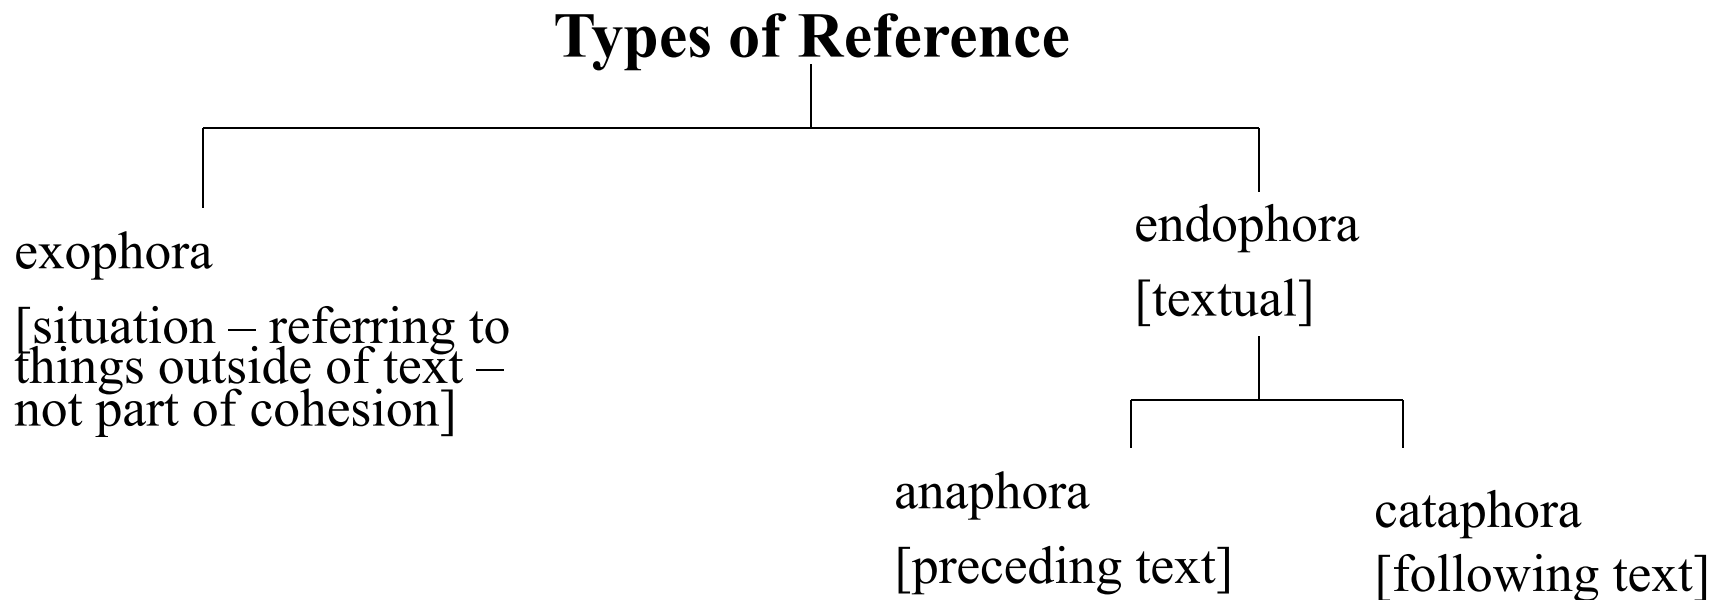 Types of Reference
exophora
[situation – referring to
things outside of text –
not part of cohesion]
endophora
[textual]
anaphora
[preceding text]
cataphora
[following text]